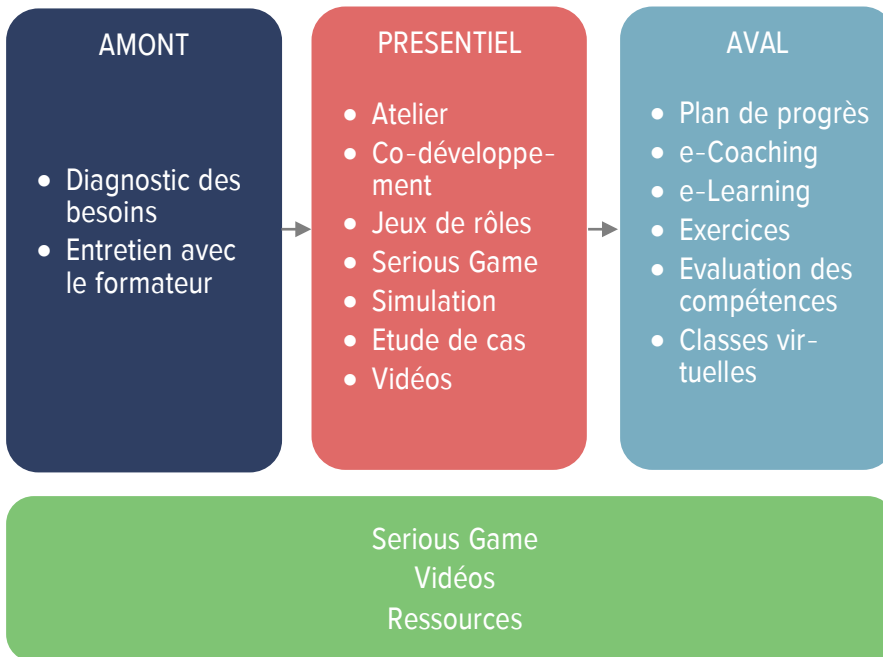 AMONT
• Diagnostic des
besoins
• Entretien avec
le formateur
PRESENTIEL
• Atelier
• Co-développe-
ment
• Jeux de rôles
• Serious Game
• Simulation
• Etude de cas
• Vidéos
AVAL
• Plan de progrès
• e-Coaching
• e-Learning
• Exercices
• Evaluation des
compétences
• Classes vir-
tuelles
Serious Game
Vidéos
Ressources